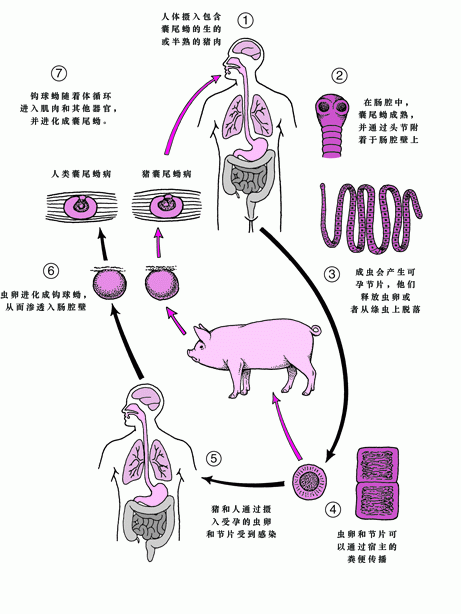 ①
人体摄入包含
囊尾蚴的生的
或半熟的猪肉
②
在肠腔中，
囊尾蚴成熟，
并通过头节附
着于肠腔壁上
③
成虫会产生可
孕节片，他们
释放虫卵或
者从绦虫上脱落
④
虫卵和节片可
以通过宿主的
粪便传播
⑤
猪和人通过摄
入受孕的虫卵
和节片受到感染
⑥
虫卵进化成钩球蚴，
从而渗透入肠腔壁
⑦
钩球蚴随着体循环
进入肌肉和其他器官，
并进化成囊尾蚴。
人类囊尾蚴病
猪囊尾蚴病